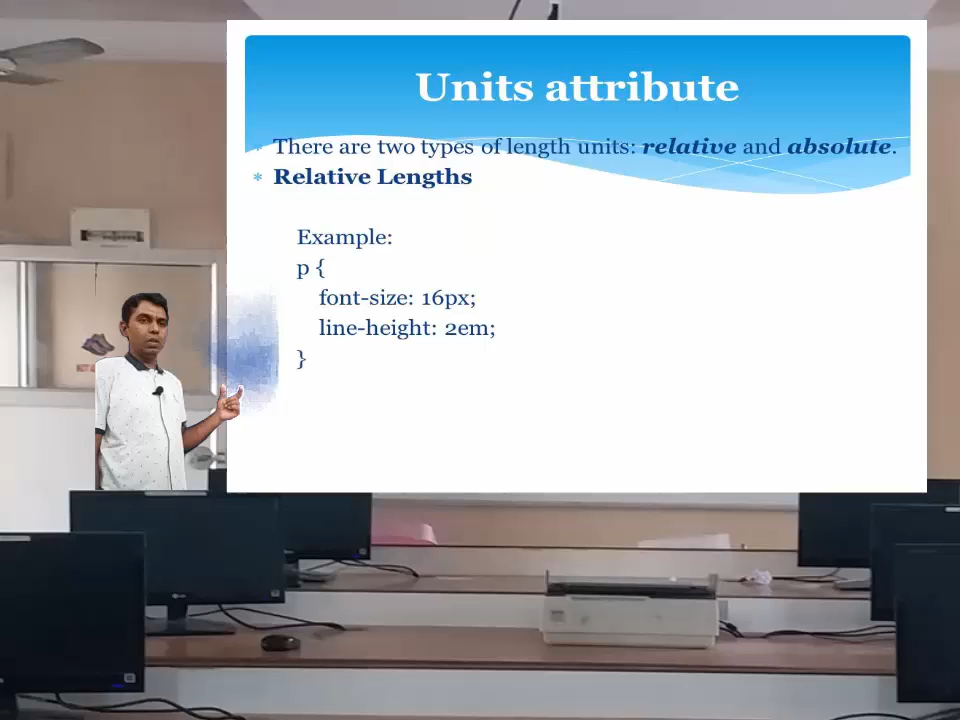 Units attribute
* There are two types of length units: relative and absolute.
* Relative Lengths
Example:
p {
font-size: 16px;
line-height: 2em;
}